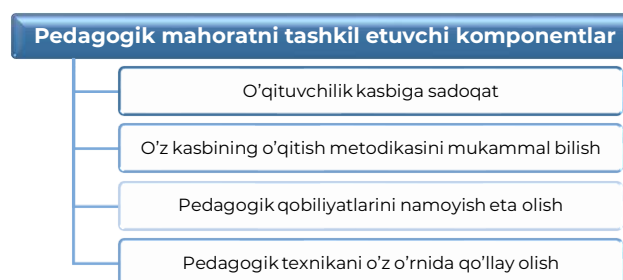 Pedagogik mahoratni tashkil etuvchi komponentlar
O’qituvchilik kasbiga sadoqat
O’z kasbining o’qitish metodikasini mukammal bilish
Pedagogik qobiliyatlarini namoyish eta olish
Pedagogik texnikani o’z o’rnida qo’llay olish